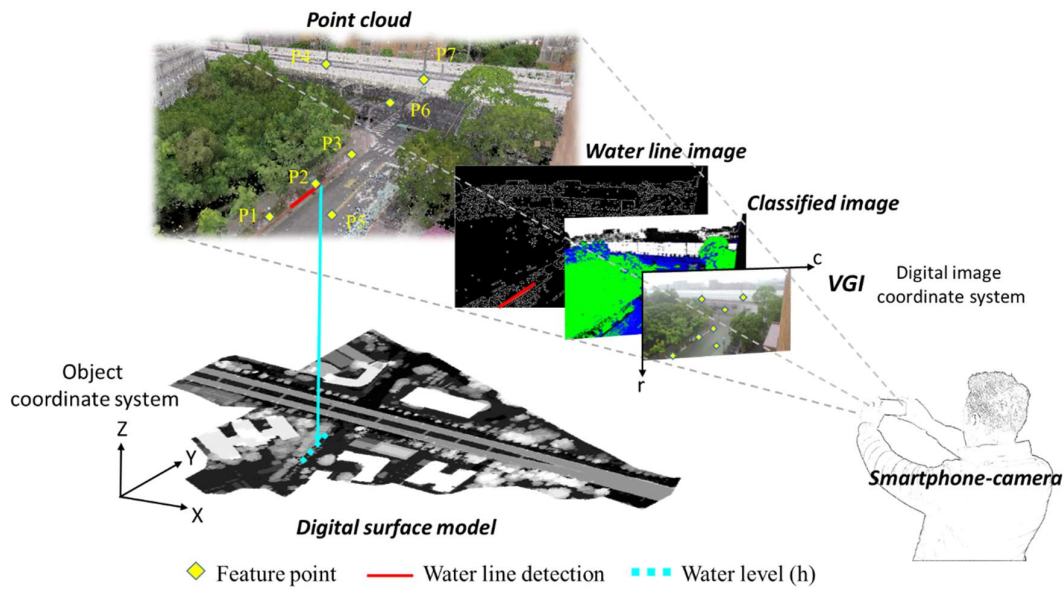 Point cloud
P4
P7
P6
P3
P2
P1
P5
Water line image
Classified image
c
VGI
Digital image
coordinate system
r
Object
coordinate system
Z
Y
X
Smartphone-camera
Digital surface model
Feature point
Water line detection
Water level (h)